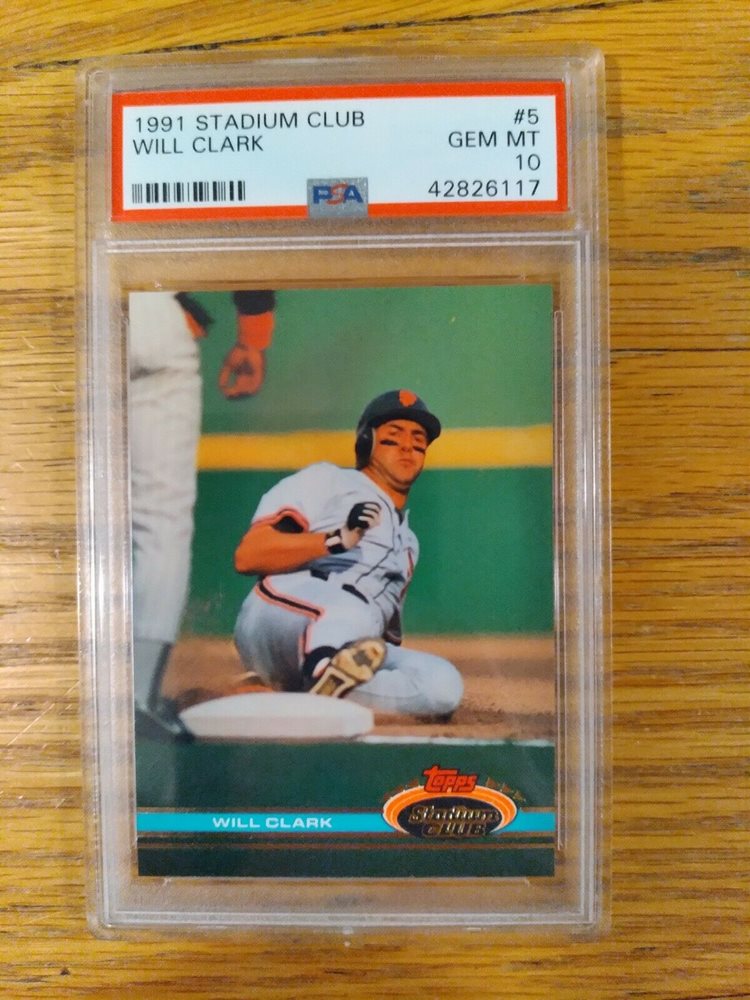 1991 STADIUM CLUB #5
WILL CLARK GEM MT
10
PSA 42826117
WILL CLARK
Topps
Stadium
CLUB